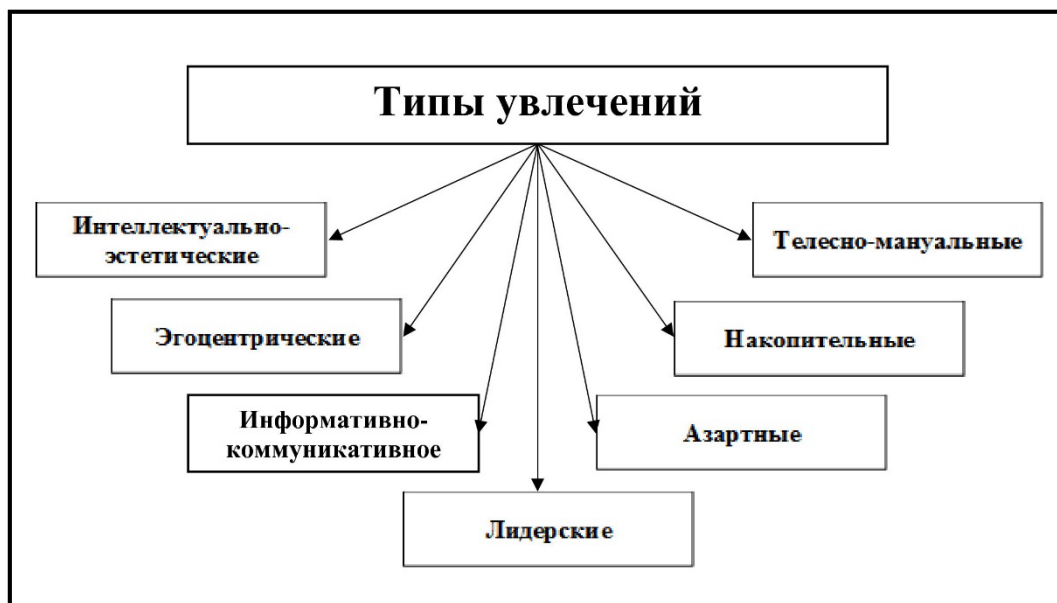 Типы увлечений
Интеллектуально-
эстетические
Телесно-мануальные
Эгоцентрические
Накопительные
Информативно-
коммуникативное
Азартные
Лидерские